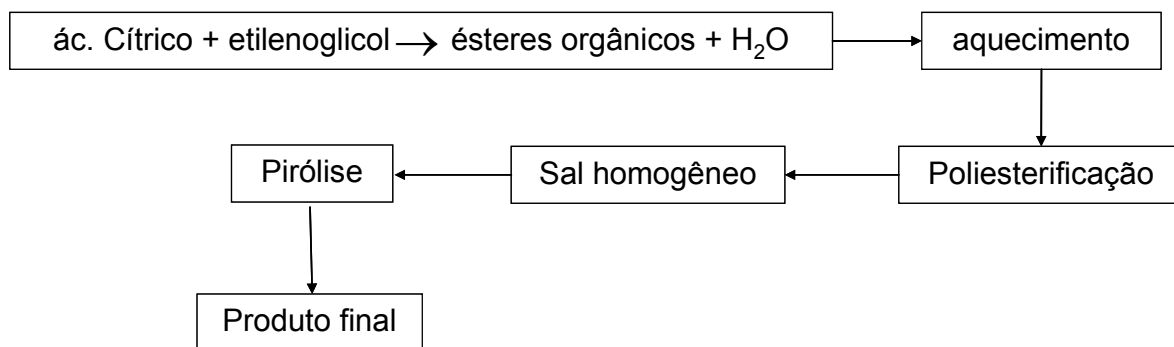 ác. Cítrico + etilenoglicol → ésteres orgânicos + H₂O
aquecimento
Poliesterificação
Sal homogêneo
Pirólise
Produto final